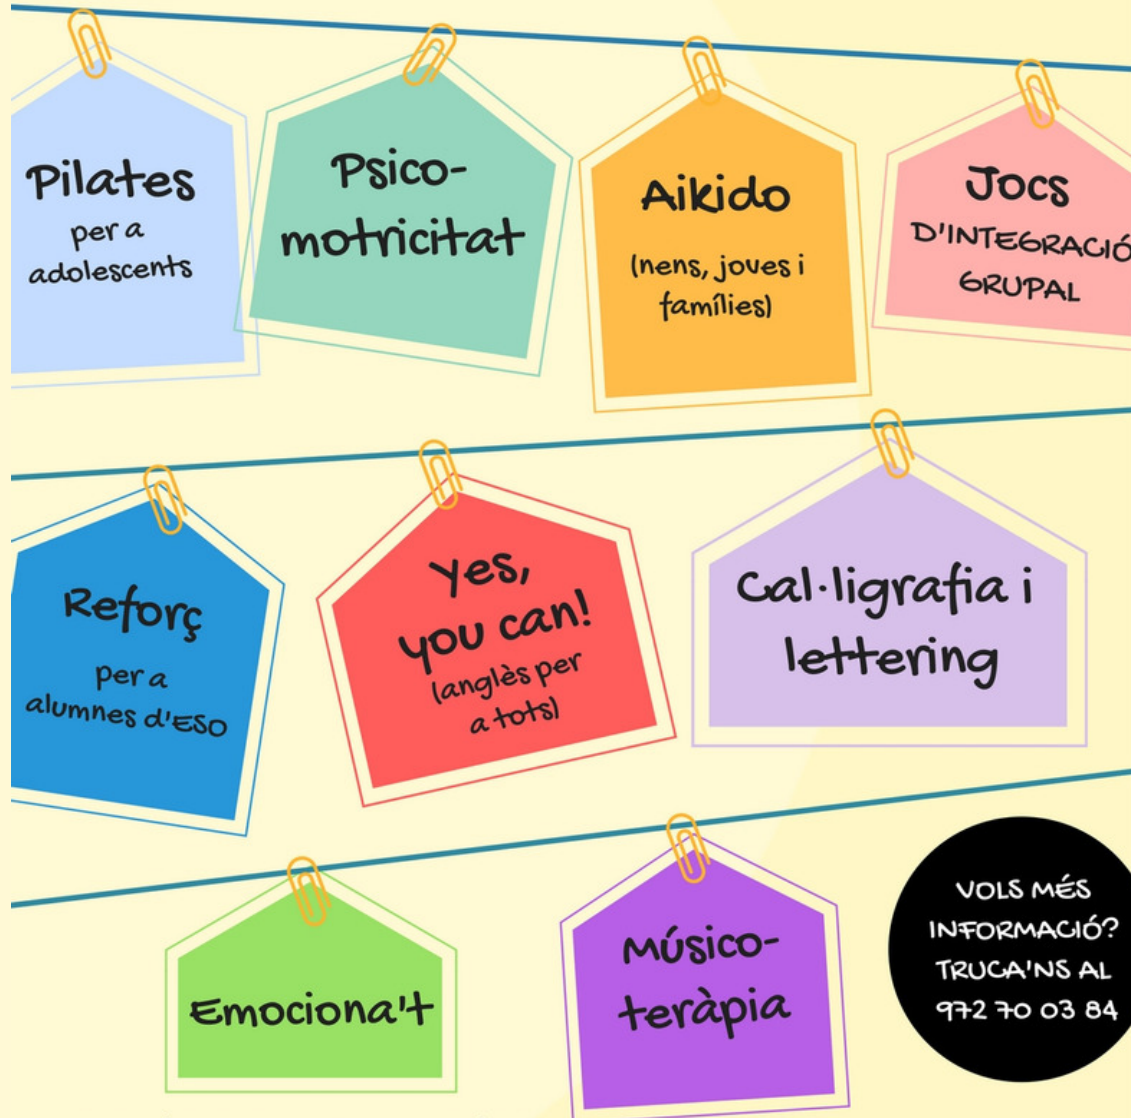 Pilates
per a
adolescents
Psico-
motricitat
Aikido
(nens, joves i
famílies)
Jocs
D'INTEGRACIÓ
GRUPAL
Reforç
per a
alumnes d'ESO
Yes,
you can!
(anglès per
a tots)
Cal·ligrafia i
lettering
Emociona't
Músico-
teràpia
VOLS MÉS
INFORMACIÓ?
TRUCA'NS AL
972 70 03 84